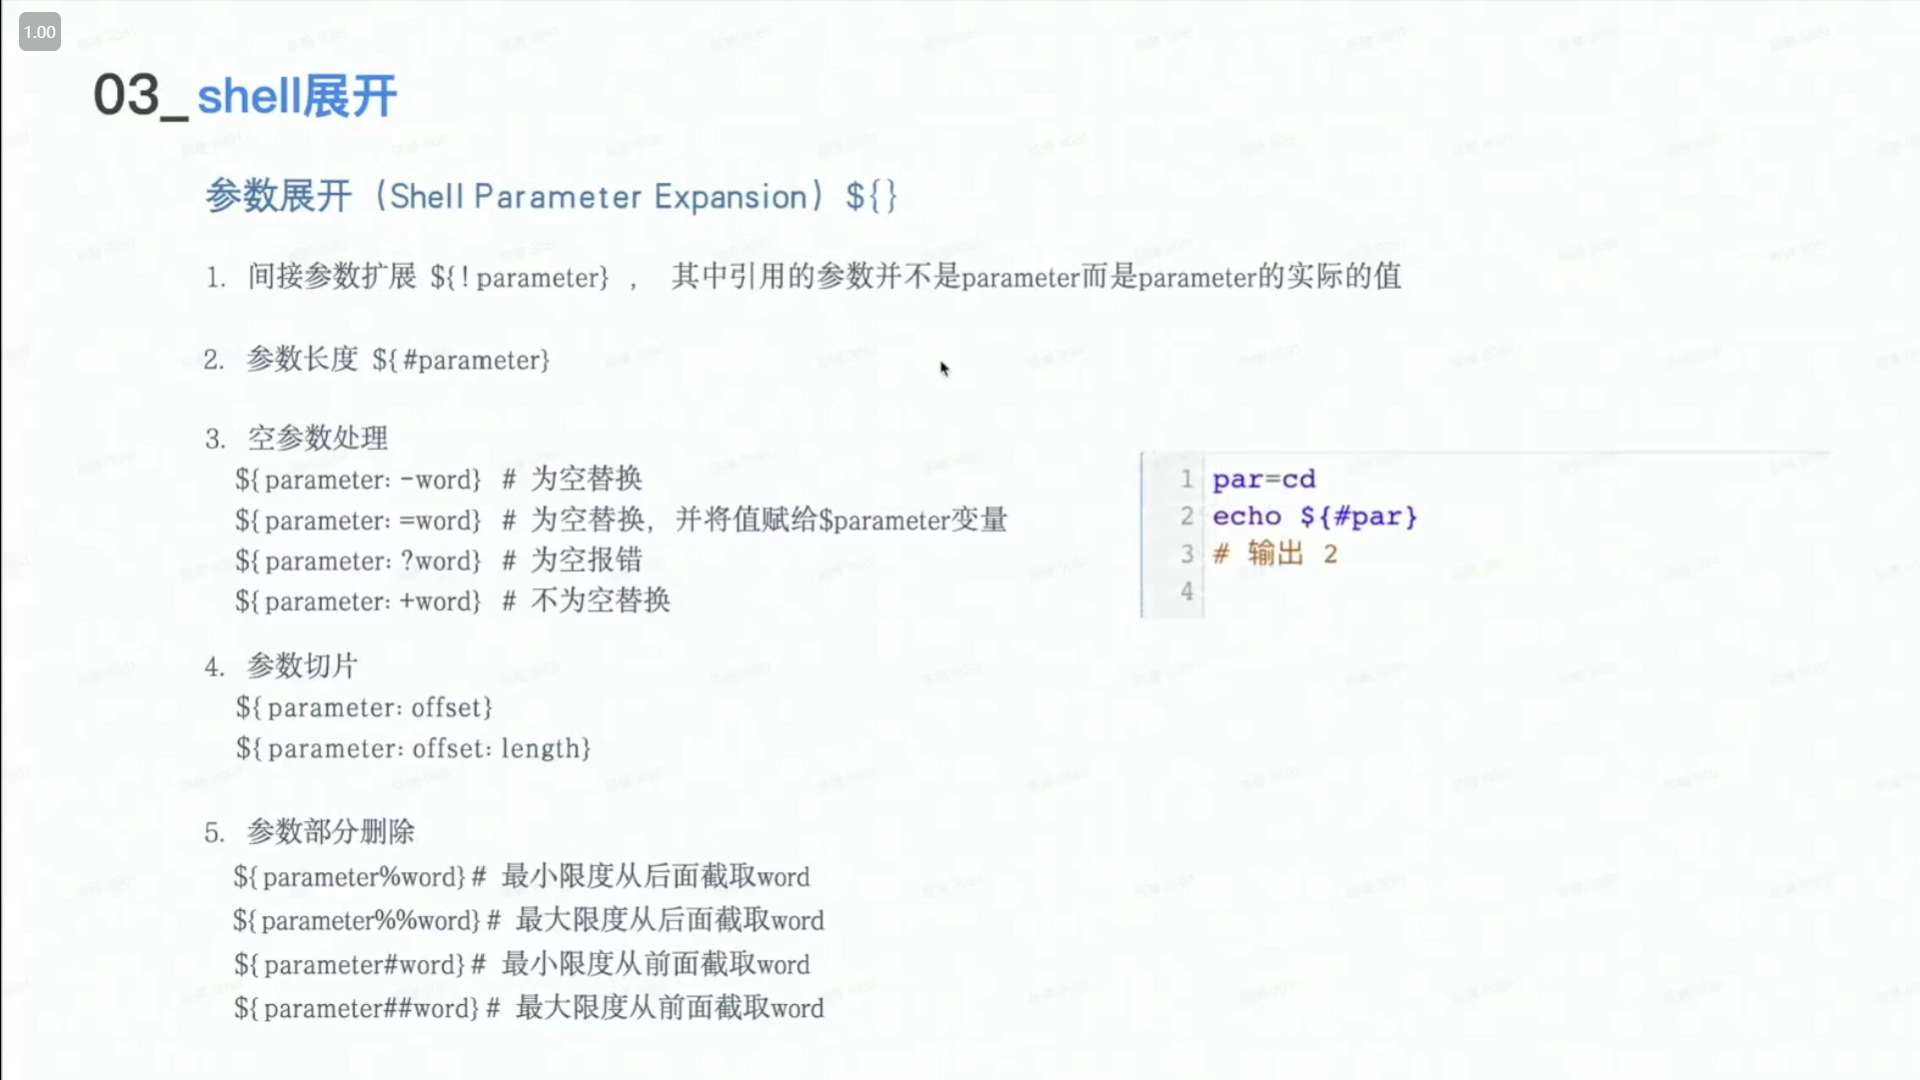 1.00
03_shell展开
参数展开（Shell Parameter Expansion）${}
1. 间接参数扩展 ${!parameter} ， 其中引用的参数并不是parameter而是parameter的实际的值
2. 参数长度 ${#parameter}
3. 空参数处理
${parameter:-word} # 为空替换
${parameter:=word} # 为空替换，并将值赋给$parameter变量
${parameter:?word} # 为空报错
${parameter:+word} # 不为空替换
4. 参数切片
${parameter:offset}
${parameter:offset:length}
5. 参数部分删除
${parameter%word}# 最小限度从后面截取word
${parameter%%word}# 最大限度从后面截取word
${parameter#word}# 最小限度从前面截取word
${parameter##word}# 最大限度从前面截取word
1 par=cd
2 echo ${#par}
3 # 输出 2
4